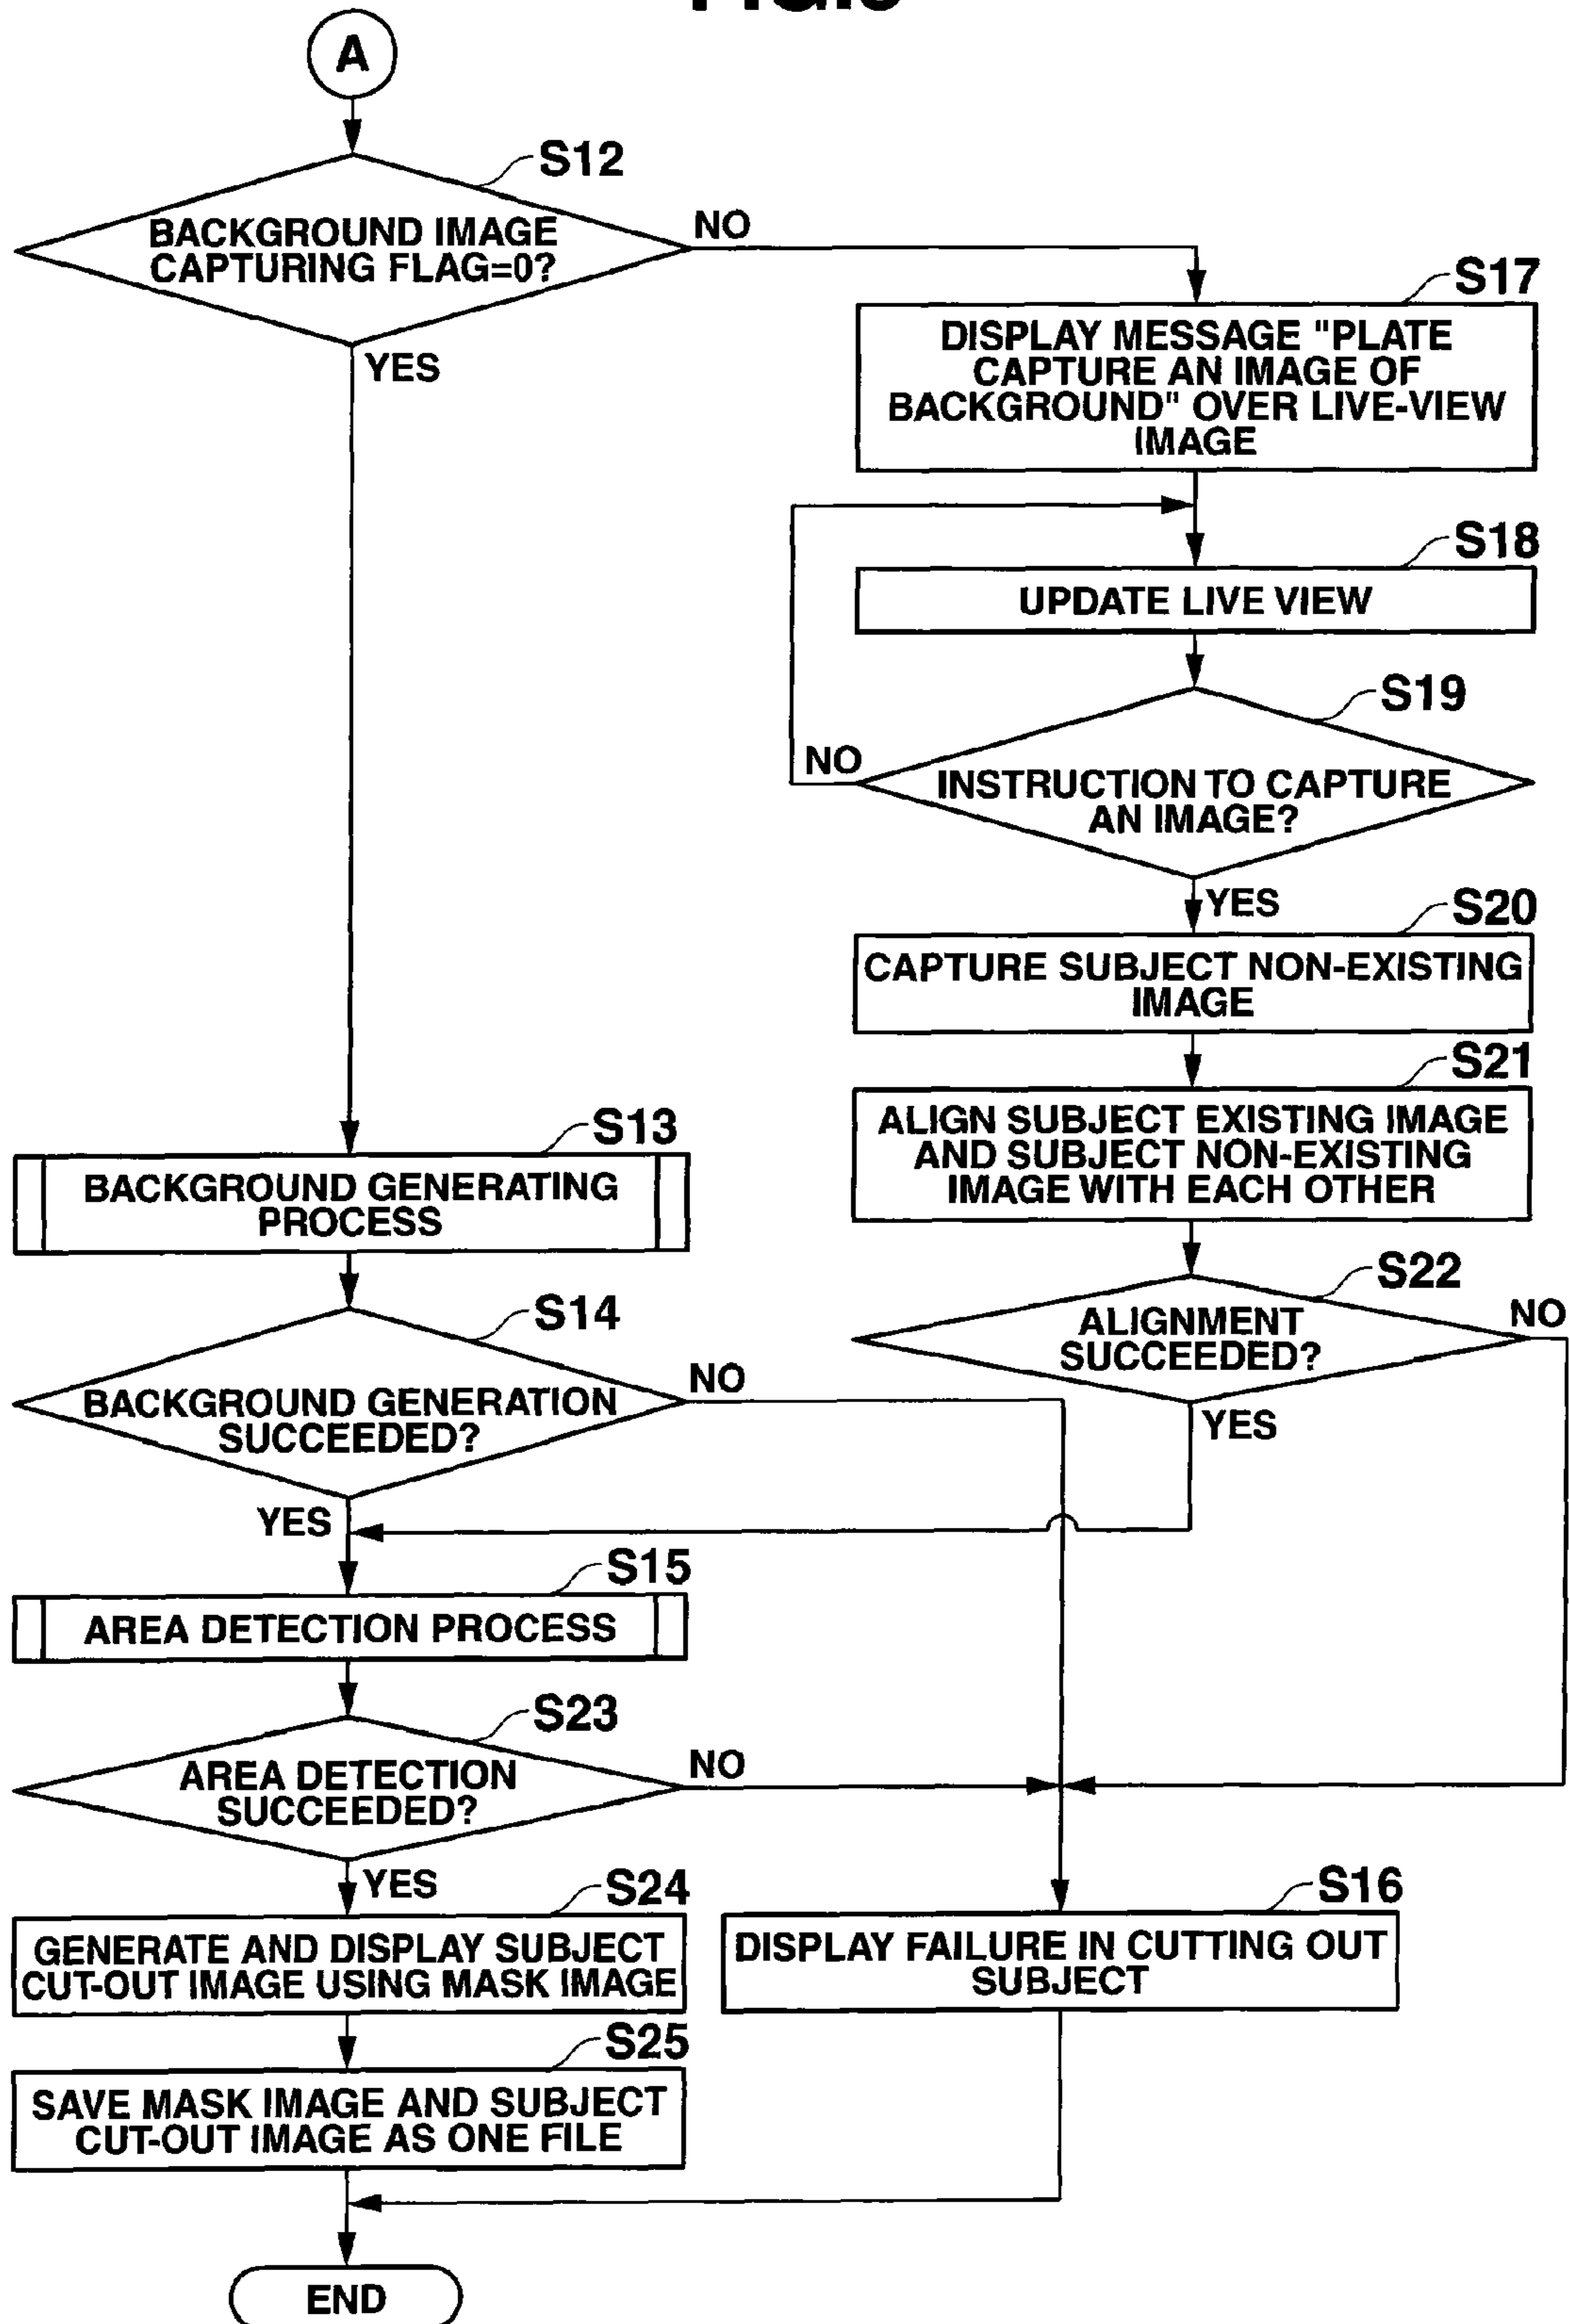 A
S12
BACKGROUND IMAGE
CAPTURING FLAG=0?
NO
YES
S17
DISPLAY MESSAGE "PLATE
CAPTURE AN IMAGE OF
BACKGROUND" OVER LIVE-VIEW
IMAGE
S18
UPDATE LIVE VIEW
S19
NO
INSTRUCTION TO CAPTURE
AN IMAGE?
YES
S20
CAPTURE SUBJECT NON-EXISTING
IMAGE
S21
ALIGN SUBJECT EXISTING IMAGE
AND SUBJECT NON-EXISTING
IMAGE WITH EACH OTHER
S13
BACKGROUND GENERATING
PROCESS
S22
ALIGNMENT
SUCCEEDED?
NO
YES
S14
BACKGROUND GENERATION
SUCCEEDED?
NO
YES
S15
AREA DETECTION PROCESS
S23
AREA DETECTION
SUCCEEDED?
NO
YES
S24
GENERATE AND DISPLAY SUBJECT
CUT-OUT IMAGE USING MASK IMAGE
S16
DISPLAY FAILURE IN CUTTING OUT
SUBJECT
S25
SAVE MASK IMAGE AND SUBJECT
CUT-OUT IMAGE AS ONE FILE
END